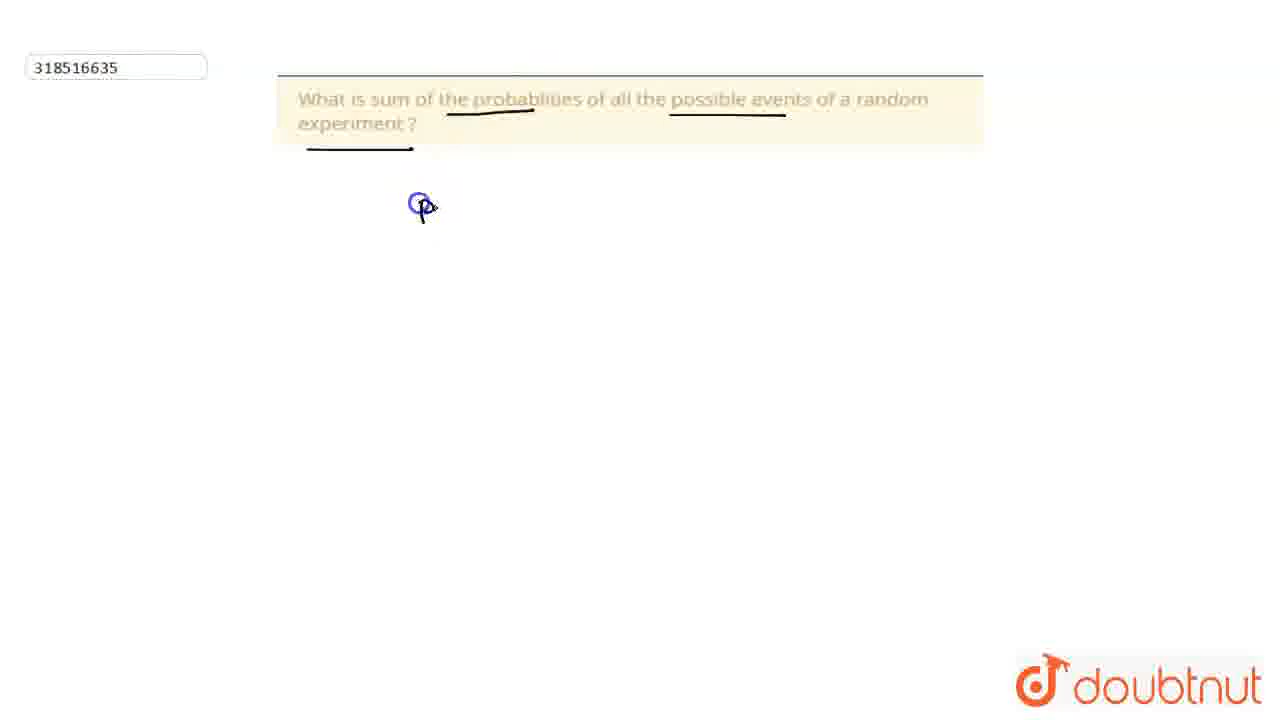 318516635
What is sum of the probablities of all the possible events of a random
experiment ?
P
doubtnut